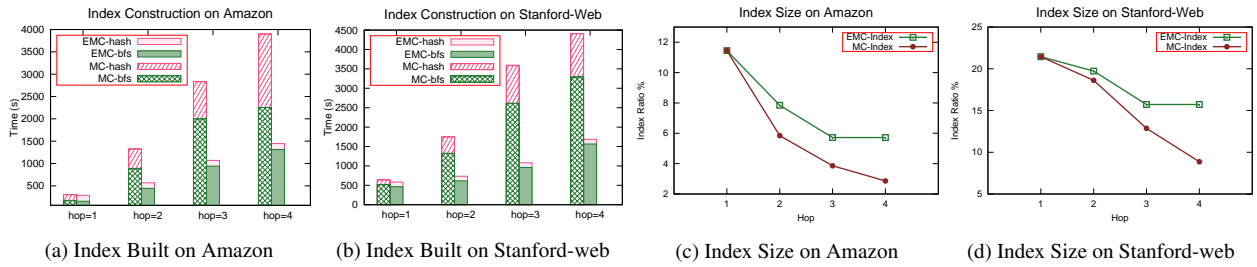 Index Construction on Amazon
4000
3500
3000
2500
2000
1500
1000
500
Time (s)
EMC-hash
EMC-bfs
MC-hash
MC-bfs
hop=1 hop=2 hop=3 hop=4
(a) Index Built on Amazon
Index Construction on Stanford-Web
4500
4000
3500
3000
2500
2000
1500
1000
500
0
Time (s)
EMC-hash
EMC-bfs
MC-hash
MC-bfs
hop=1 hop=2 hop=3 hop=4
(b) Index Built on Stanford-web
Index Size on Amazon
12
10
8
6
4
2
Index Ratio %
EMC-Index
MC-Index
1 2 3 4
Hop
(c) Index Size on Amazon
Index Size on Stanford-Web
25
20
15
10
5
Index Ratio %
EMC-Index
MC-Index
1 2 3 4
Hop
(d) Index Size on Stanford-web